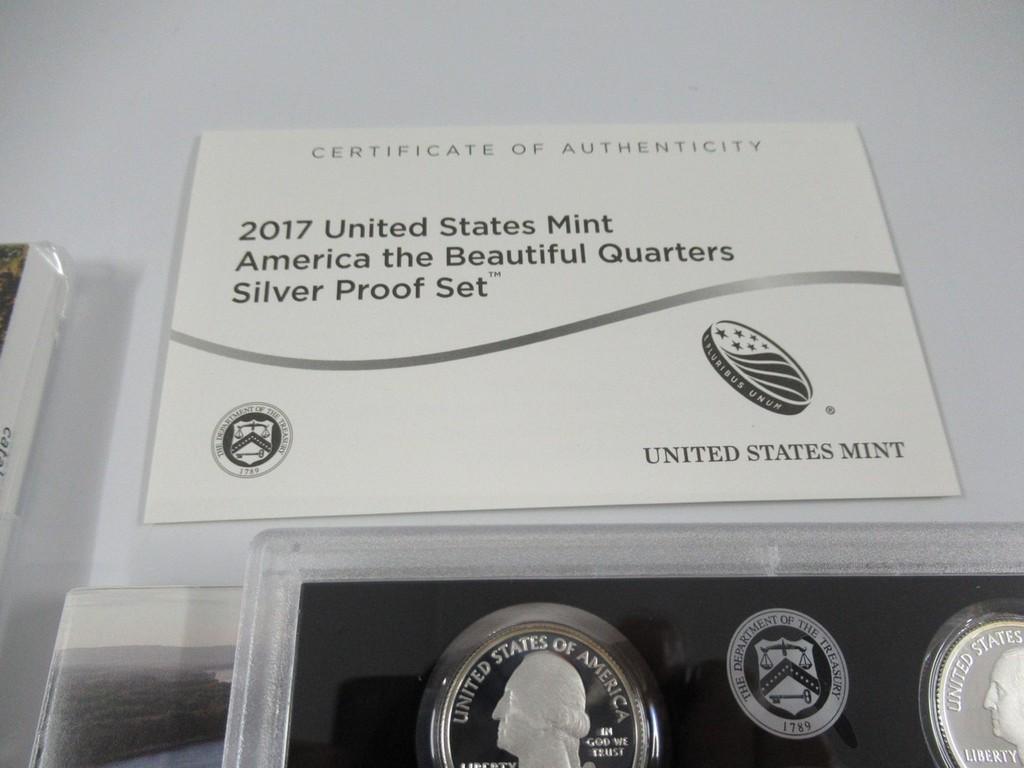 CERTIFICATE OF AUTHENTICITY
2017 United States Mint
America the Beautiful Quarters
Silver Proof Set™
THE DEPARTMENT OF THE TREASURY
1789
E PLURIBUS UNUM
®
UNITED STATES MINT
UNITED STATES OF AMERICA
IN
GOD WE
TRUST
LIBERTY
THE DEPARTMENT OF THE TREASURY
1789
UNITED STATES
LIBERTY